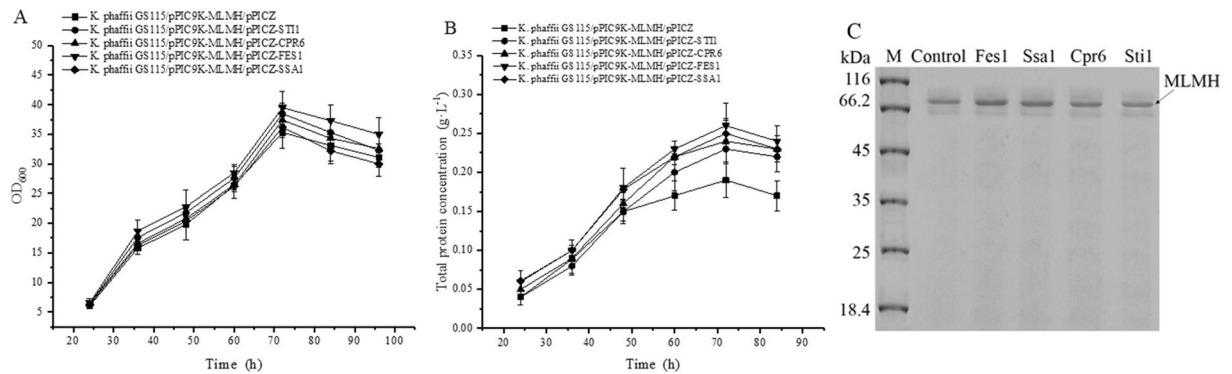 A
K. phaffii GS115/pPIC9K-MLMH/pPICZ
K. phaffii GS115/pPIC9K-MLMH/pPICZ-STI1
K. phaffii GS115/pPIC9K-MLMH/pPICZ-CPR6
K. phaffii GS115/pPIC9K-MLMH/pPICZ-FES1
K. phaffii GS115/pPIC9K-MLMH/pPICZ-SSA1
50
45
40
35
30
25
20
15
10
5
OD600
20 30 40 50 60 70 80 90 100
Time (h)
B
K. phaffii GS115/pPIC9K-MLMH/pPICZ
K. phaffii GS115/pPIC9K-MLMH/pPICZ-STI1
K. phaffii GS115/pPIC9K-MLMH/pPICZ-CPR6
K. phaffii GS115/pPIC9K-MLMH/pPICZ-FES1
K. phaffii GS115/pPIC9K-MLMH/pPICZ-SSA1
0.35
0.30
0.25
0.20
0.15
0.10
0.05
0.00
Total protein concentration (g·L-1)
20 30 40 50 60 70 80 90
Time (h)
C
kDa M Control Fes1 Ssa1 Cpr6 Sti1
MLMH
116
66.2
45
35
25
18.4